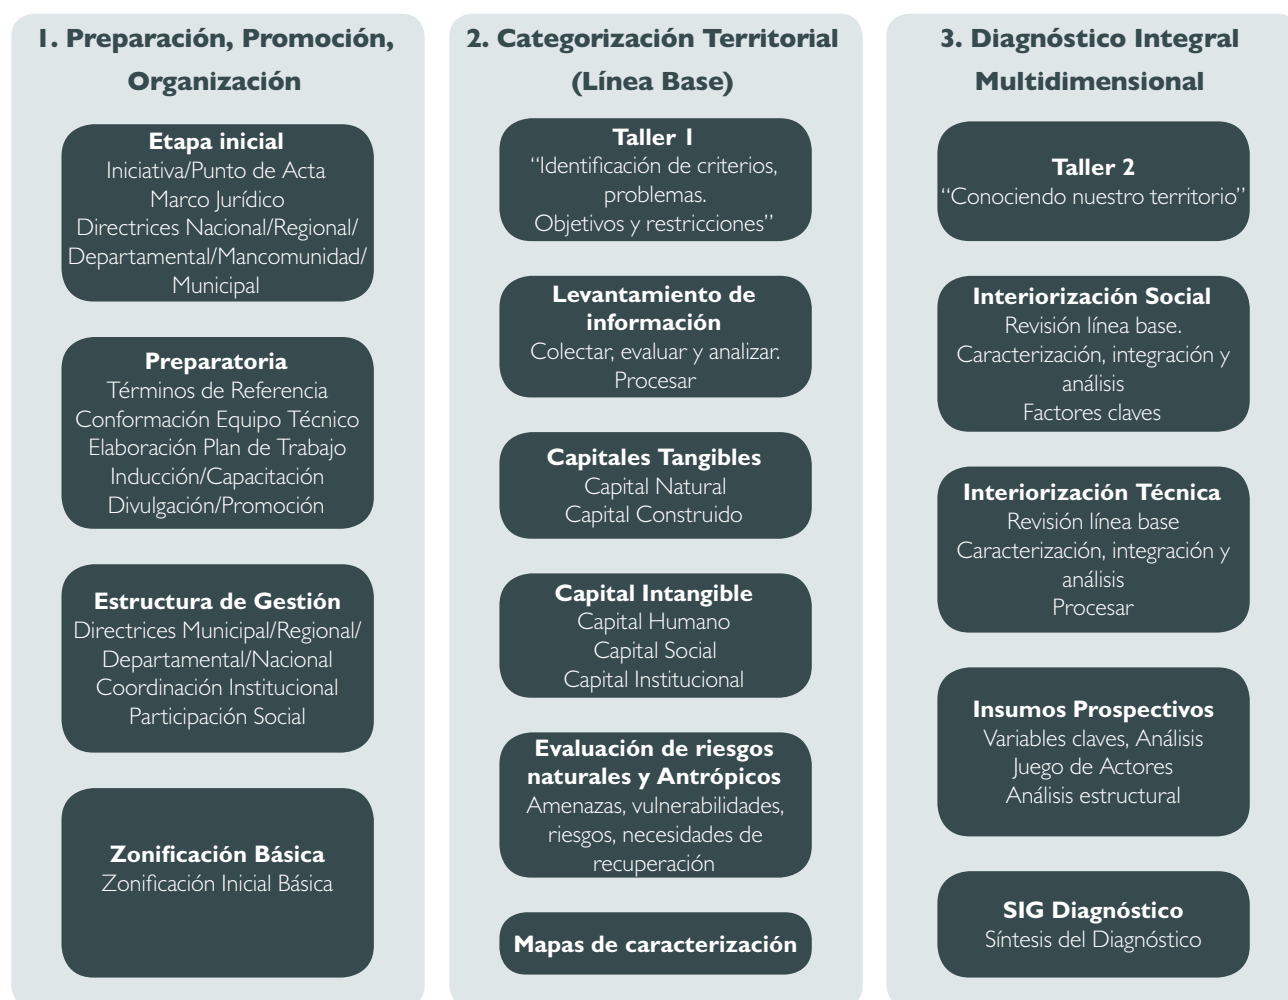 1. Preparación, Promoción,
Organización
Etapa inicial
Iniciativa/Punto de Acta
Marco Jurídico
Directrices Nacional/Regional/
Departamental/Mancomunidad/
Municipal
Preparatoria
Términos de Referencia
Conformación Equipo Técnico
Elaboración Plan de Trabajo
Inducción/Capacitación
Divulgación/Promoción
Estructura de Gestión
Directrices Municipal/Regional/
Departamental/Nacional
Coordinación Institucional
Participación Social
Zonificación Básica
Zonificación Inicial Básica
2. Categorización Territorial
(Línea Base)
Taller 1
“Identificación de criterios,
problemas.
Objetivos y restricciones”
Levantamiento de
información
Colectar, evaluar y analizar.
Procesar
Capitales Tangibles
Capital Natural
Capital Construido
Capital Intangible
Capital Humano
Capital Social
Capital Institucional
Evaluación de riesgos
naturales y Antrópicos
Amenazas, vulnerabilidades,
riesgos, necesidades de
recuperación
Mapas de caracterización
3. Diagnóstico Integral
Multidimensional
Taller 2
“Conociendo nuestro territorio”
Interiorización Social
Revisión línea base.
Caracterización, integración y
análisis
Factores claves
Interiorización Técnica
Revisión línea base
Caracterización, integración y
análisis
Procesar
Insumos Prospectivos
Variables claves, Análisis
Juego de Actores
Análisis estructural
SIG Diagnóstico
Síntesis del Diagnóstico